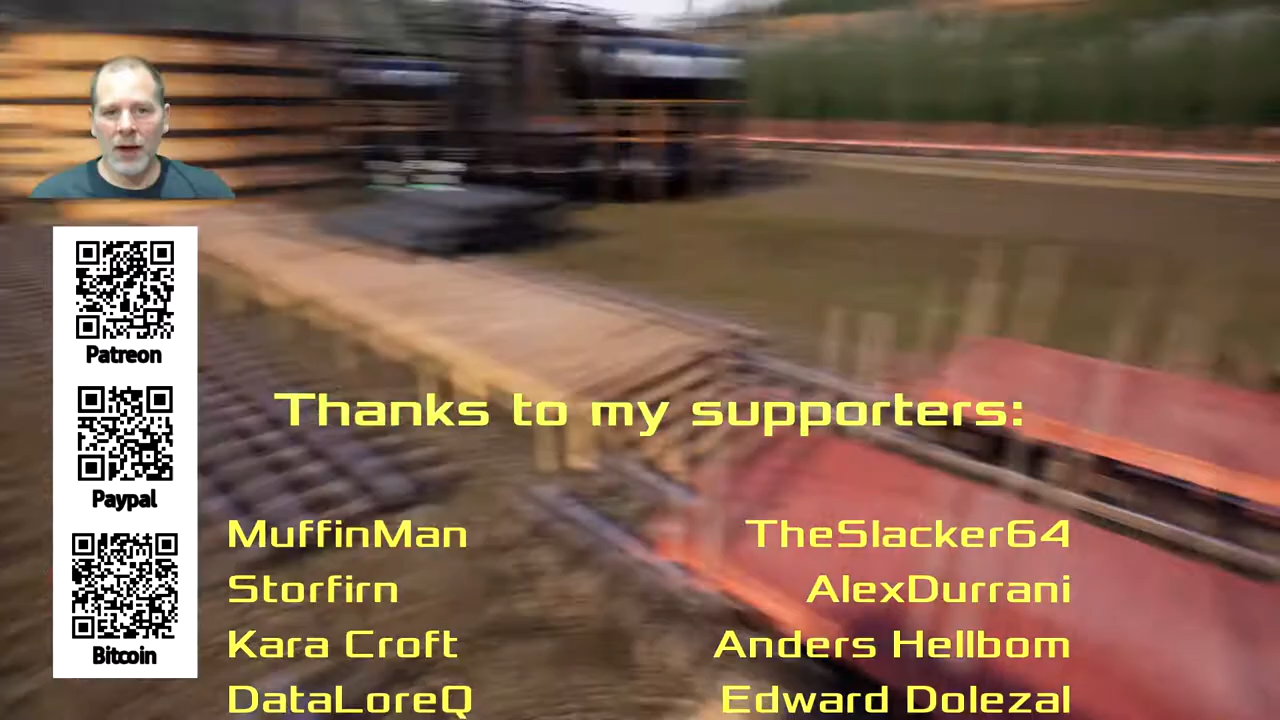 Patreon
Paypal
Bitcoin
Thanks to my supporters:
MuffinMan
TheSlacker64
Storfirn
AlexDurrani
Kara Croft
Anders Hellbom
DataLoreQ
Edward Dolezal